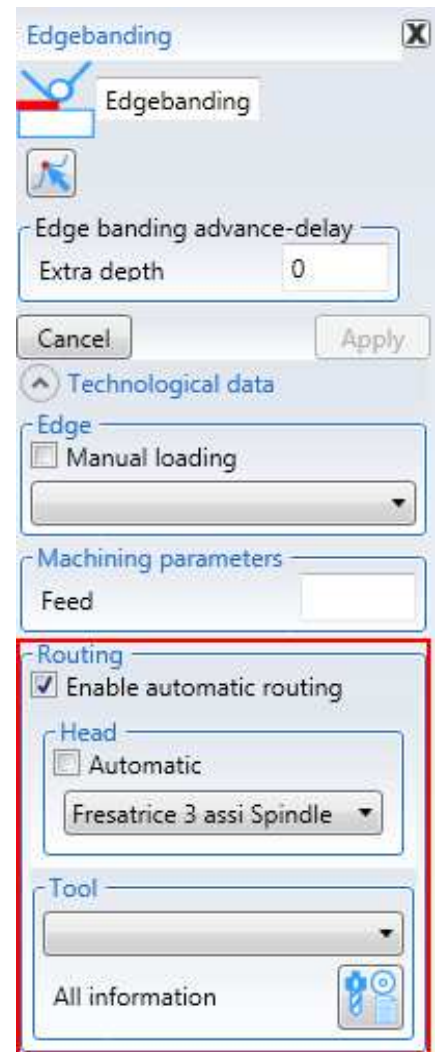 Edgebanding
Edgebanding
Edge banding advance-delay
Extra depth 0
Cancel Apply
Technological data
Edge
Manual loading
Machining parameters
Feed
Routing
Enable automatic routing
Head
Automatic
Fresatrice 3 assi Spindle
Tool
All information